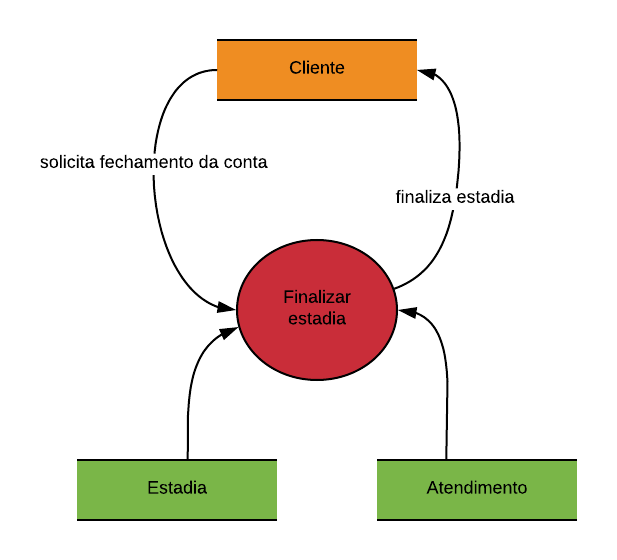 Cliente
solicita fechamento da conta
finaliza estadia
Finalizar
estadia
Estadia
Atendimento